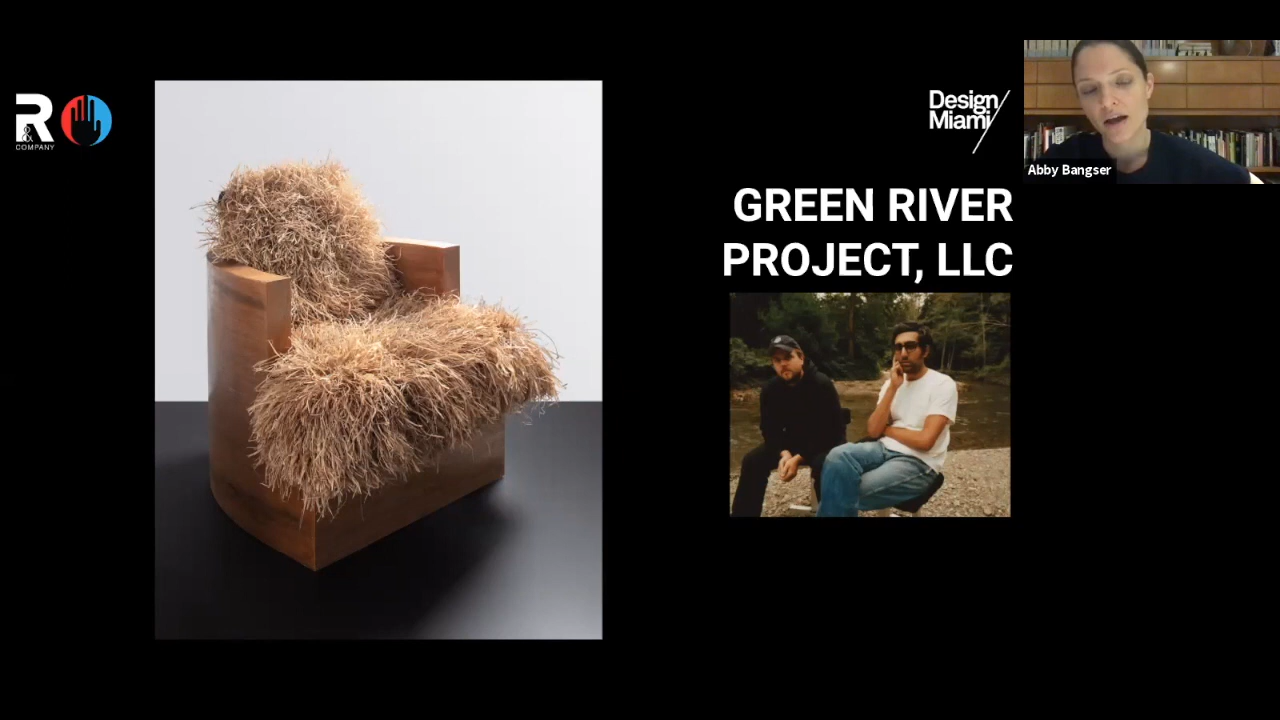 R
&
COMPANY
Design
Miami
Abby Bangser
GREEN RIVER
PROJECT, LLC